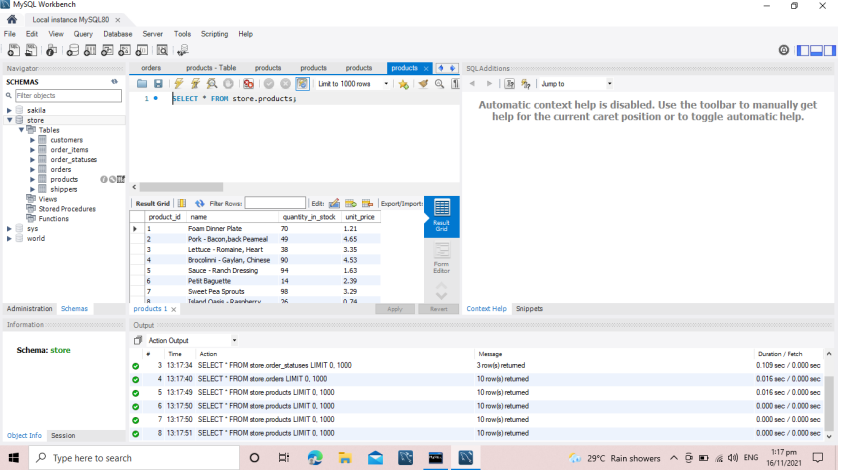 MySQL Workbench
Local instance MySQL80 ×
File Edit View Query Database Server Tools Scripting Help
Navigator
SCHEMAS
Filter objects
sakila
store
Tables
customers
order_items
order_statuses
orders
products
shippers
Views
Stored Procedures
Functions
sys
world
Administration Schemas
Information
Schema: store
Object Info Session
orders products - Table products products products products ×
Limit to 1000 rows
1 SELECT * FROM store.products;
Result Grid Filter Rows: Edit: Export/Import:
product_id name quantity_in_stock unit_price
1 Foam Dinner Plate 70 1.21
2 Pork - Bacon,back Peameal 49 4.65
3 Lettuce - Romaine, Heart 38 3.35
4 Brocolinni - Gaylan, Chinese 90 4.53
5 Sauce - Ranch Dressing 94 1.63
6 Petit Baguette 14 2.39
7 Sweet Pea Sprouts 98 3.29
8 Island Oasis - Raspberry 26 0.74
Result
Grid
Form
Editor
products 1 ×
Apply Revert
SQLAdditions
Jump to
Automatic context help is disabled. Use the toolbar to manually get
help for the current caret position or to toggle automatic help.
Context Help Snippets
Output
Action Output
# Time Action Message Duration / Fetch
3 13:17:34 SELECT * FROM store.order_statuses LIMIT 0, 1000 3 row(s) returned 0.109 sec / 0.000 sec
4 13:17:40 SELECT * FROM store.orders LIMIT 0, 1000 10 row(s) returned 0.016 sec / 0.000 sec
5 13:17:49 SELECT * FROM store.products LIMIT 0, 1000 10 row(s) returned 0.016 sec / 0.000 sec
6 13:17:50 SELECT * FROM store.products LIMIT 0, 1000 10 row(s) returned 0.000 sec / 0.000 sec
7 13:17:50 SELECT * FROM store.products LIMIT 0, 1000 10 row(s) returned 0.000 sec / 0.000 sec
8 13:17:51 SELECT * FROM store.products LIMIT 0, 1000 10 row(s) returned 0.000 sec / 0.000 sec
Type here to search
29°C Rain showers
ENG
1:17 pm
16/11/2021